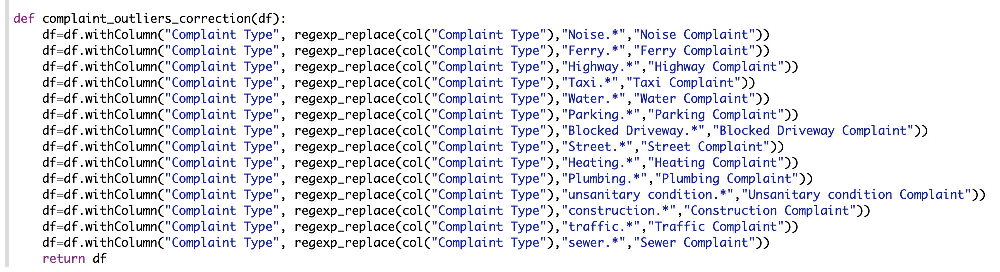 def complaint_outliers_correction(df):
    df=df.withColumn("Complaint Type", regexp_replace(col("Complaint Type"),"Noise.*","Noise Complaint"))
    df=df.withColumn("Complaint Type", regexp_replace(col("Complaint Type"),"Ferry.*","Ferry Complaint"))
    df=df.withColumn("Complaint Type", regexp_replace(col("Complaint Type"),"Highway.*","Highway Complaint"))
    df=df.withColumn("Complaint Type", regexp_replace(col("Complaint Type"),"Taxi.*","Taxi Complaint"))
    df=df.withColumn("Complaint Type", regexp_replace(col("Complaint Type"),"Water.*","Water Complaint"))
    df=df.withColumn("Complaint Type", regexp_replace(col("Complaint Type"),"Parking.*","Parking Complaint"))
    df=df.withColumn("Complaint Type", regexp_replace(col("Complaint Type"),"Blocked Driveway.*","Blocked Driveway Complaint"))
    df=df.withColumn("Complaint Type", regexp_replace(col("Complaint Type"),"Street.*","Street Complaint"))
    df=df.withColumn("Complaint Type", regexp_replace(col("Complaint Type"),"Heating.*","Heating Complaint"))
    df=df.withColumn("Complaint Type", regexp_replace(col("Complaint Type"),"Plumbing.*","Plumbing Complaint"))
    df=df.withColumn("Complaint Type", regexp_replace(col("Complaint Type"),"unsanitary condition.*","Unsanitary condition Complaint"))
    df=df.withColumn("Complaint Type", regexp_replace(col("Complaint Type"),"construction.*","Construction Complaint"))
    df=df.withColumn("Complaint Type", regexp_replace(col("Complaint Type"),"traffic.*","Traffic Complaint"))
    df=df.withColumn("Complaint Type", regexp_replace(col("Complaint Type"),"sewer.*","Sewer Complaint"))
    return df